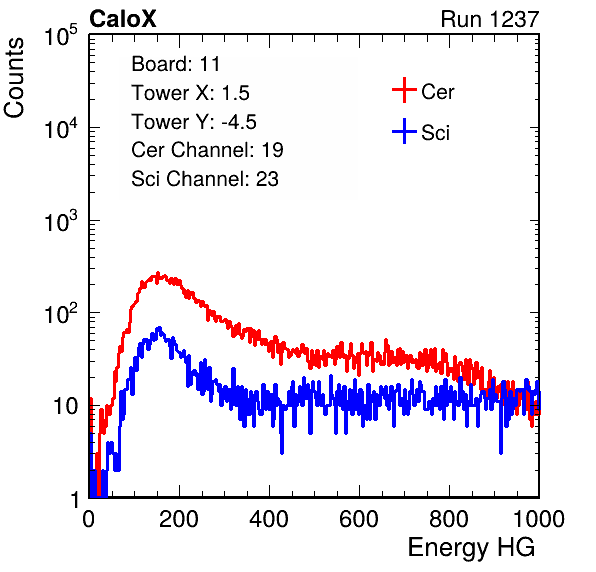 CaloX Run 1237
Counts
10^5
10^4
10^3
10^2
10
1
Board: 11
Tower X: 1.5
Tower Y: -4.5
Cer Channel: 19
Sci Channel: 23
Cer
Sci
0 200 400 600 800 1000
Energy HG